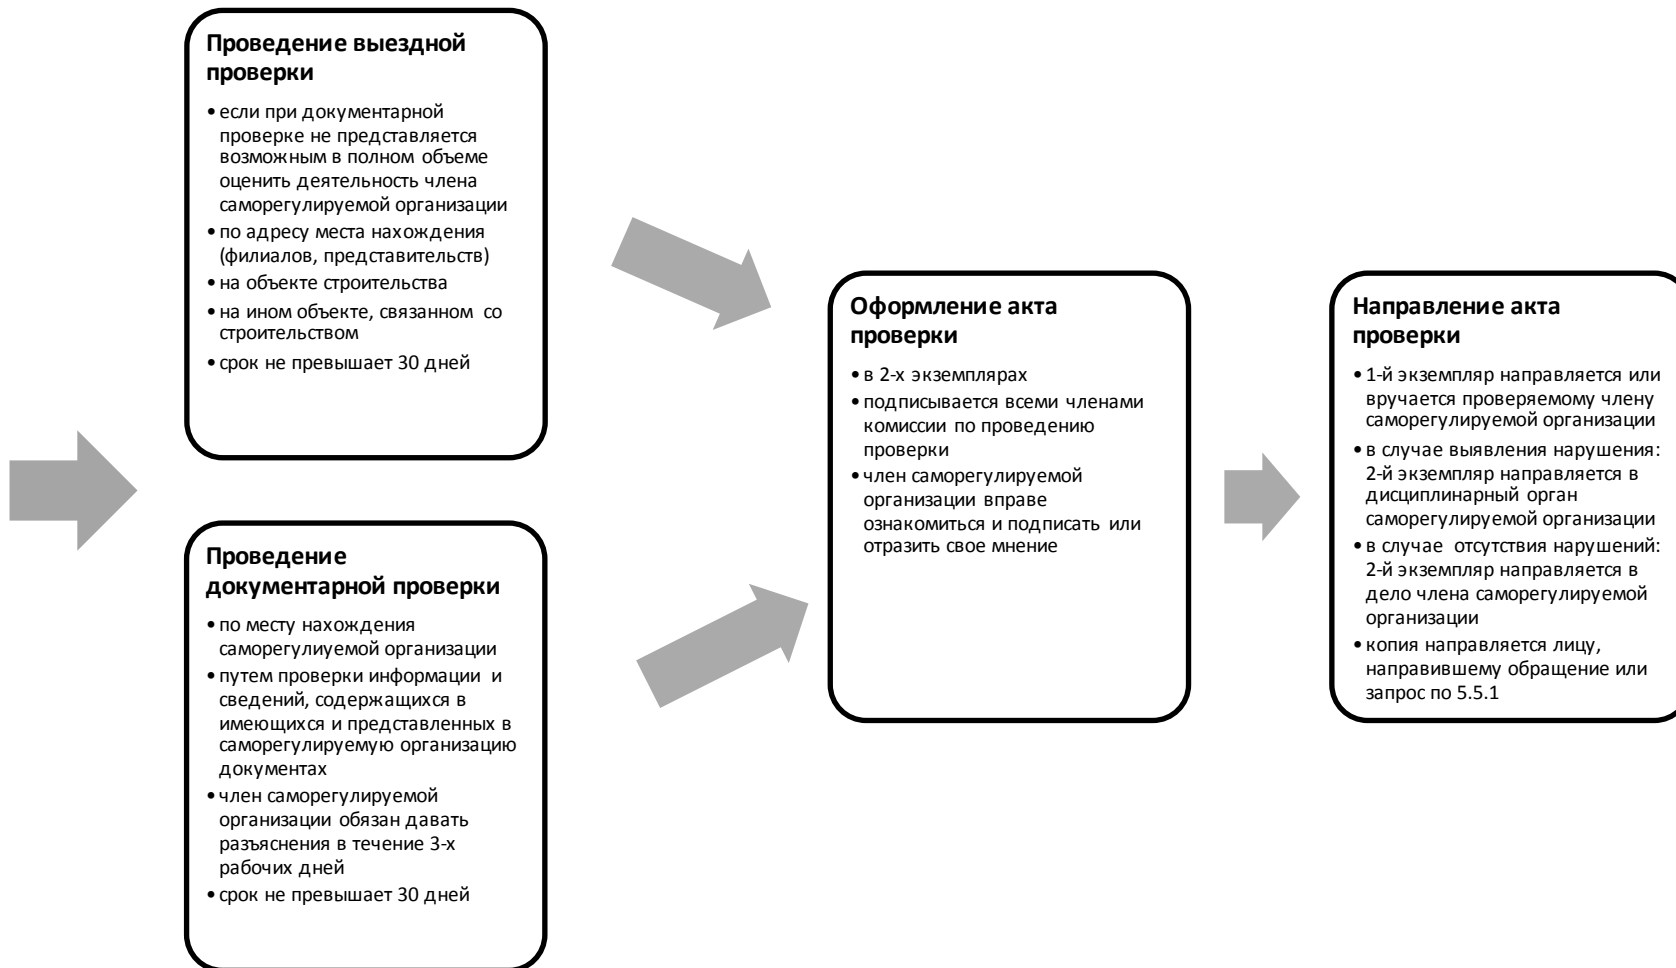 Проведение выездной
проверки
• если при документарной
проверке не представляется
возможным в полном объеме
оценить деятельность члена
саморегулируемой организации
• по адресу места нахождения
(филиалов, представительств)
• на объекте строительства
• на ином объекте, связанном со
строительством
• срок не превышает 30 дней
Проведение
документарной проверки
• по месту нахождения
саморегулиуемой организации
• путем проверки информации и
сведений, содержащихся в
имеющихся и представленных в
саморегулируемую организацию
документах
• член саморегулируемой
организации обязан давать
разъяснения в течение 3-х
рабочих дней
• срок не превышает 30 дней
Оформление акта
проверки
• в 2-х экземплярах
• подписывается всеми членами
комиссии по проведению
проверки
• член саморегулируемой
организации вправе
ознакомиться и подписать или
отразить свое мнение
Направление акта
проверки
• 1-й экземпляр направляется или
вручается проверяемому члену
саморегулируемой организации
• в случае выявления нарушения:
2-й экземпляр направляется в
дисциплинарный орган
саморегулируемой организации
• в случае отсутствия нарушений:
2-й экземпляр направляется в
дело члена саморегулируемой
организации
• копия направляется лицу,
направившему обращение или
запрос по 5.5.1